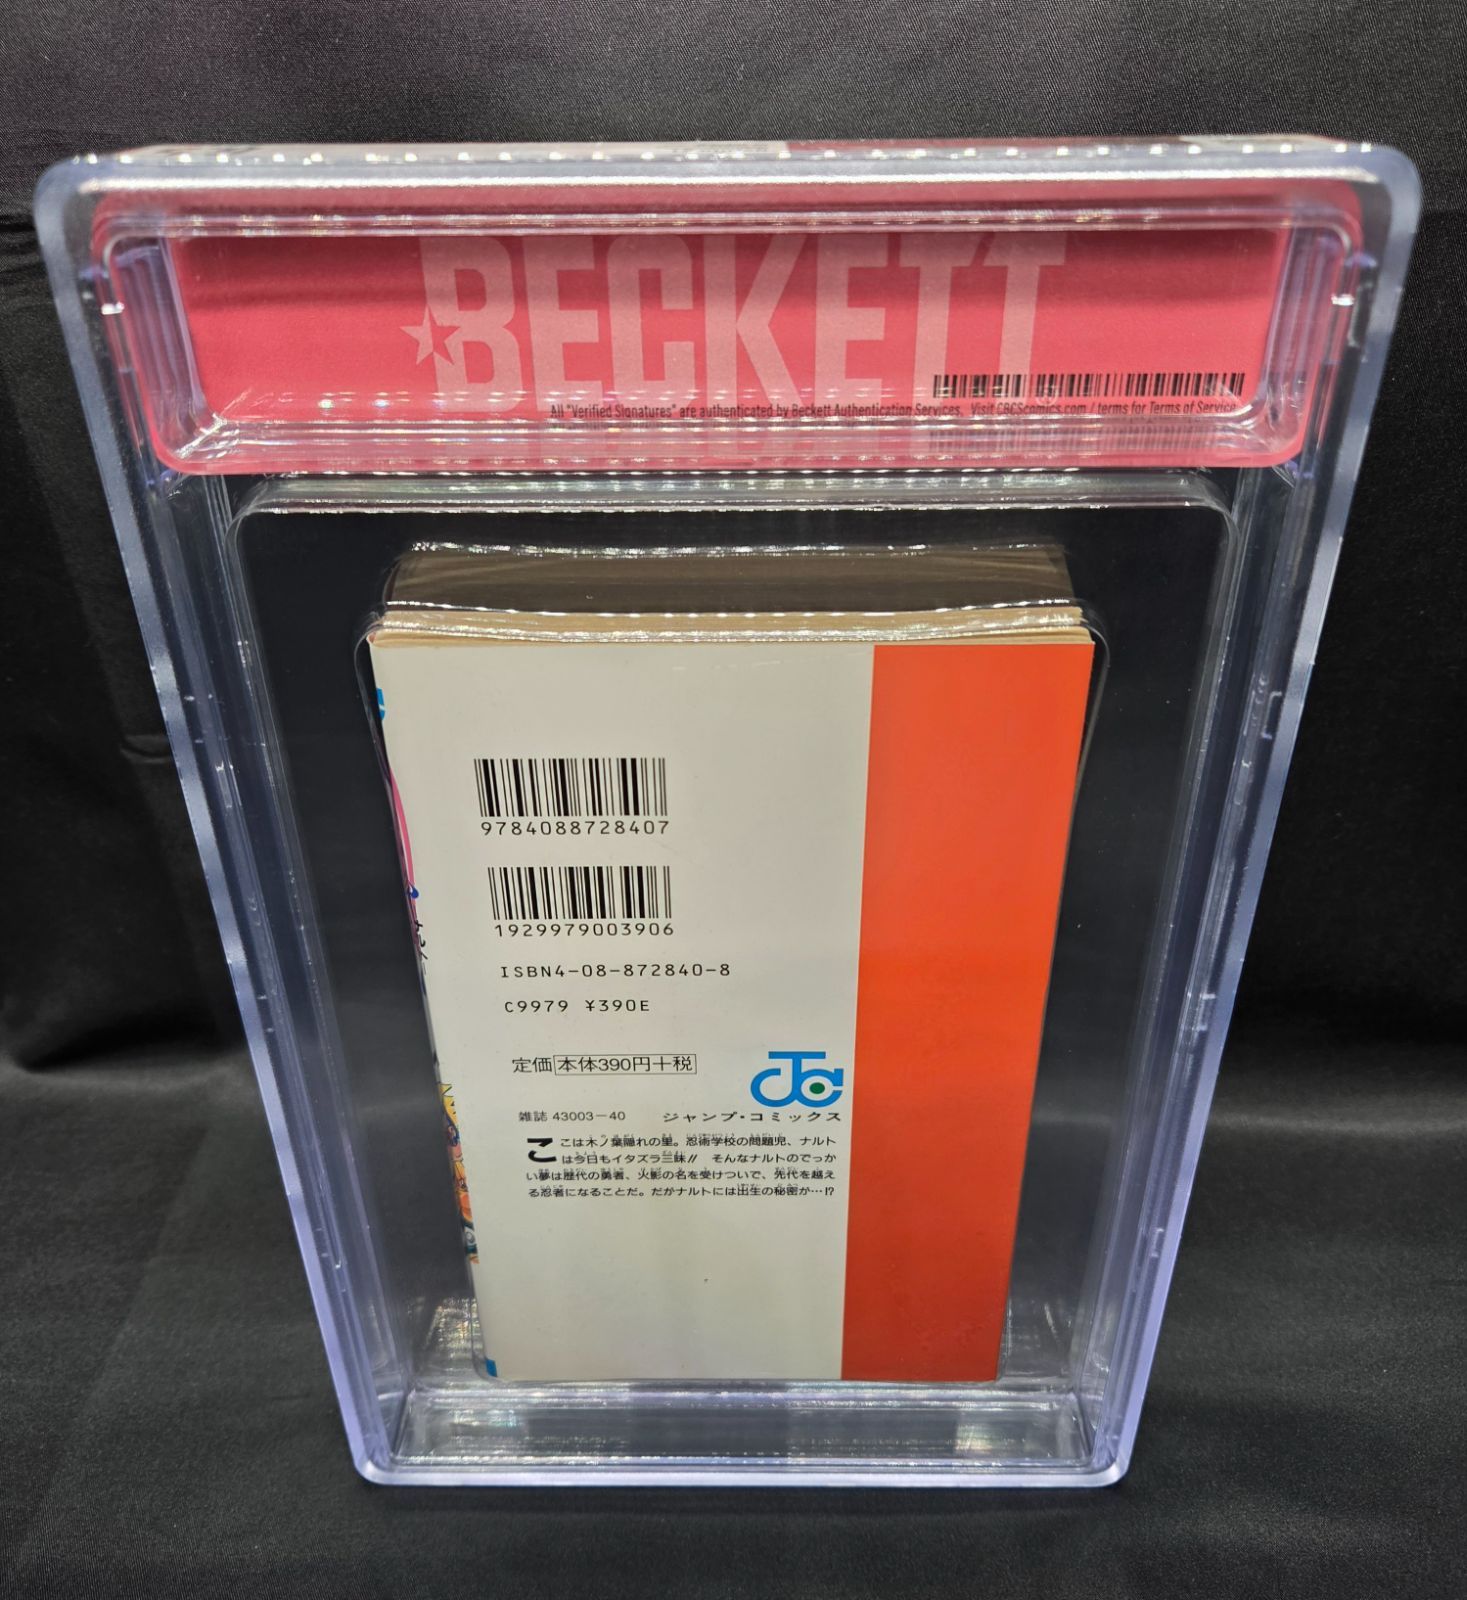 BECKETT
All "Verified Signatures" are authenticated by Beckett Authentication Services. Visit CBCScomics.com / terms for Terms of Service
9784088728407
1929979003906
ISBN4-08-872840-8
C9979 ¥390E
定価 本体390円+税
雑誌 43003-40
ジャンプ・コミックス
ここは木ノ葉隠れの里。忍術学校の問題児、ナルト
は今日もイタズラ三昧!! そんなナルトのでっか
い夢は歴代の勇者、火影の名を受けついで、先代を越え
る忍者になることだ。だがナルトには出生の秘密が…!?